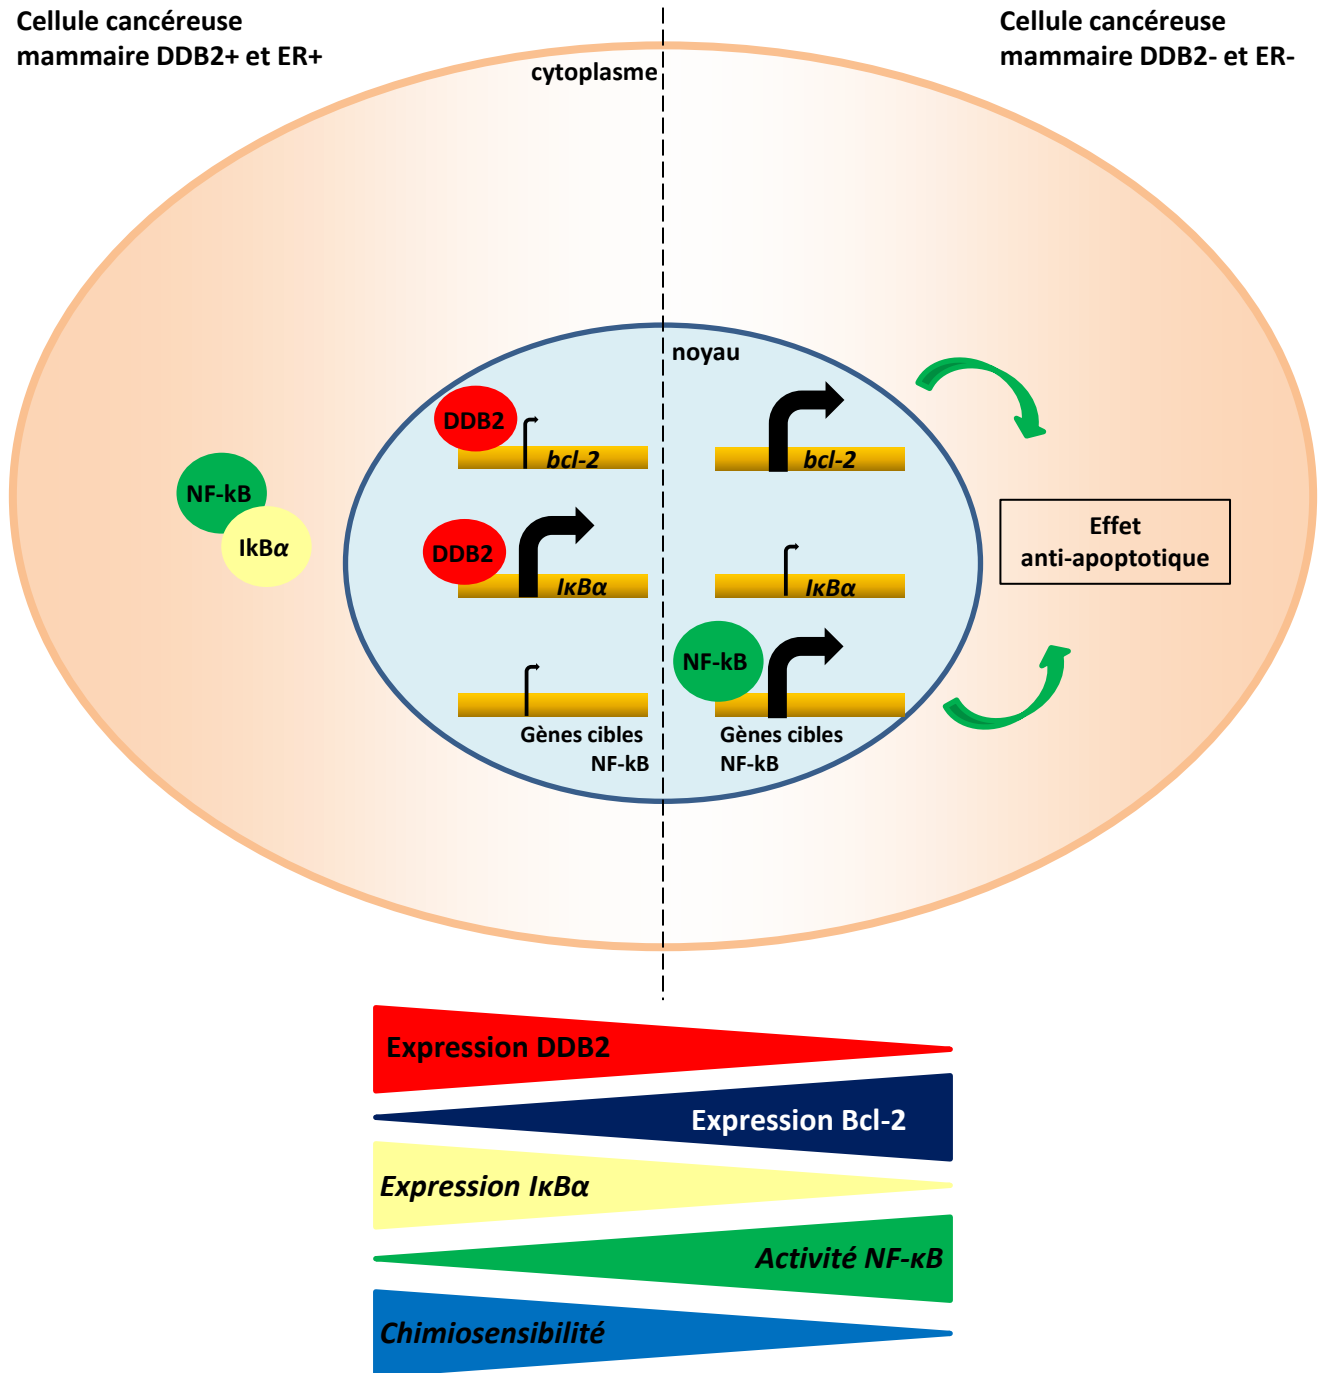 Cellule cancéreuse
mammaire DDB2+ et ER+
Cellule cancéreuse
mammaire DDB2- et ER-
cytoplasme
noyau
DDB2
bcl-2
bcl-2
NF-kB
IkBα
DDB2
IκBα
IκBα
Effet
anti-apoptotique
NF-kB
Gènes cibles
NF-kB
Gènes cibles
NF-kB
Expression DDB2
Expression Bcl-2
Expression IκBα
Activité NF-κB
Chimiosensibilité